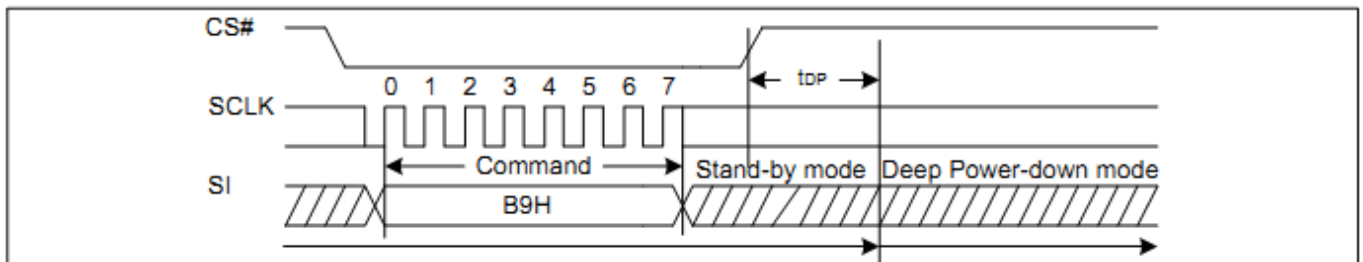 CS#
tDP
0 1 2 3 4 5 6 7
SCLK
Command
Stand-by mode Deep Power-down mode
SI
B9H